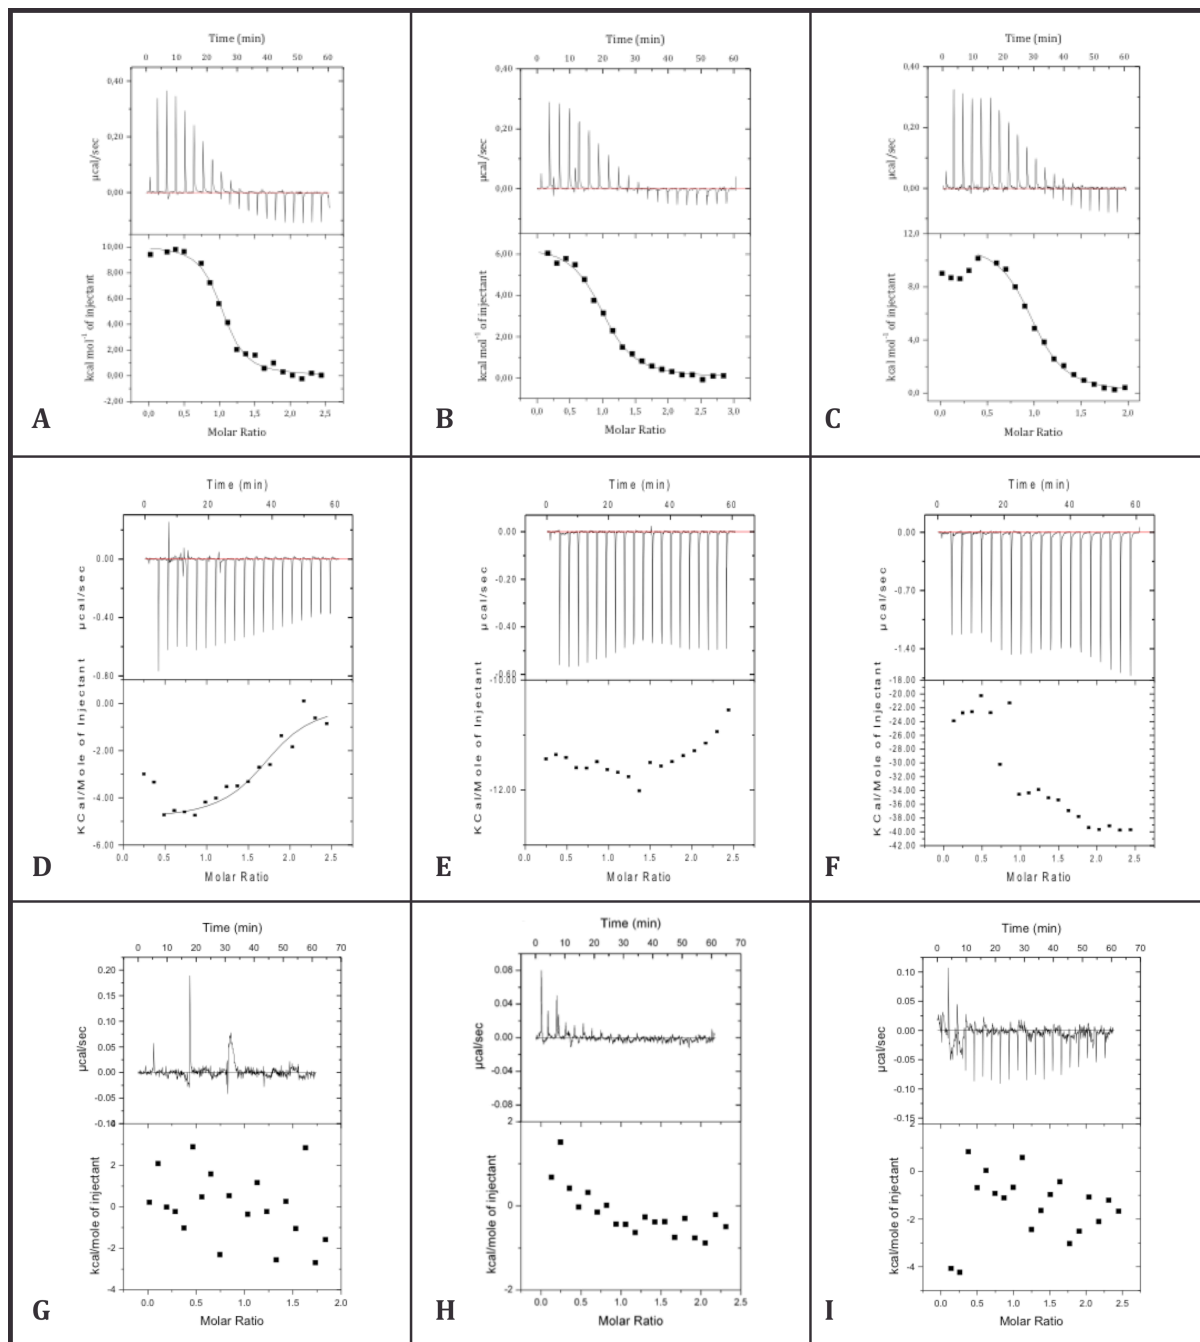 Time (min)
0 10 20 30 40 50 60
0,40
0,20
0,00
µcal/sec
10,00
8,00
6,00
4,00
2,00
0,00
-2,00
kcal mol⁻¹ of injectant
0,0 0,5 1,0 1,5 2,0 2,5
Molar Ratio
A
Time (min)
0 10 20 30 40 50 60
0,40
0,20
0,00
µcal/sec
6,00
4,00
2,00
0,00
kcal mol⁻¹ of injectant
0,0 0,5 1,0 1,5 2,0 2,5 3,0
Molar Ratio
B
Time (min)
0 10 20 30 40 50 60
0,40
0,20
0,00
µcal/sec
12,0
8,0
4,0
0,0
kcal mol⁻¹ of injectant
0,0 0,5 1,0 1,5 2,0
Molar Ratio
C
Time (min)
0 20 40 60
0.00
-0.40
-0.80
µcal/sec
0.00
-2.00
-4.00
-6.00
KCal/Mole of Injectant
0.0 0.5 1.0 1.5 2.0 2.5
Molar Ratio
D
Time (min)
0 10 20 30 40 50 60
0.00
-0.20
-0.40
-0.60
µcal/sec
-10.00
-12.00
KCal/Mole of Injectant
0.0 0.5 1.0 1.5 2.0 2.5
Molar Ratio
E
Time (min)
0 10 20 30 40 50 60
0.00
-0.70
-1.40
µcal/sec
-18.00
-20.00
-22.00
-24.00
-26.00
-28.00
-30.00
-32.00
-34.00
-36.00
-38.00
-40.00
-42.00
KCal/Mole of Injectant
0.0 0.5 1.0 1.5 2.0 2.5
Molar Ratio
F
Time (min)
0 10 20 30 40 50 60 70
0.20
0.15
0.10
0.05
0.00
-0.05
-0.10
µcal/sec
4
2
0
-2
-4
kcal/mole of injectant
0.0 0.5 1.0 1.5 2.0
Molar Ratio
G
Time (min)
0 10 20 30 40 50 60 70
0.08
0.04
0.00
-0.04
-0.08
µcal/sec
2
0
-2
kcal/mole of injectant
0.0 0.5 1.0 1.5 2.0 2.5
Molar Ratio
H
Time (min)
0 10 20 30 40 50 60 70
0.10
0.05
0.00
-0.05
-0.10
-0.15
µcal/sec
2
0
-2
-4
kcal/mole of injectant
0.0 0.5 1.0 1.5 2.0 2.5
Molar Ratio
I